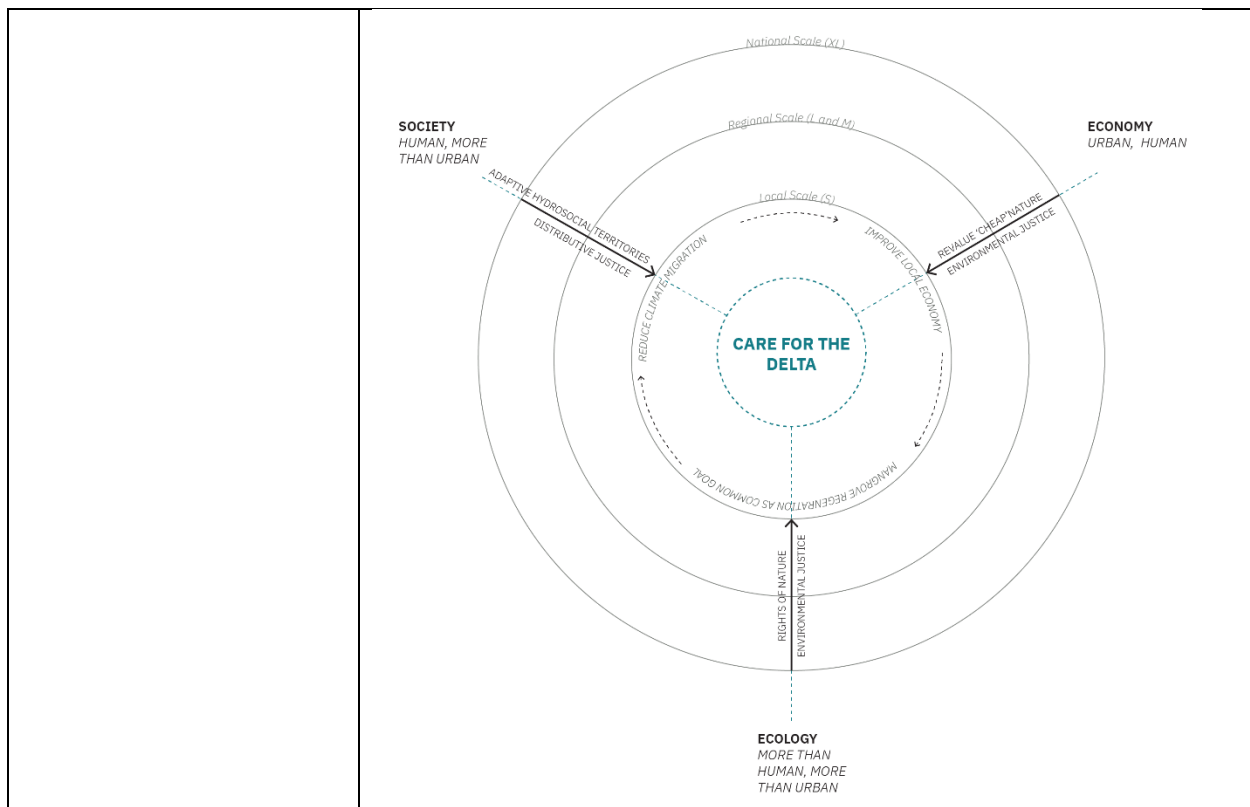 National Scale (XL)
Regional Scale (L and M)
Local Scale (S)
SOCIETY
HUMAN, MORE
THAN URBAN
ECONOMY
URBAN, HUMAN
ADAPTIVE HYDROSOCIAL TERRITORIES
DISTRIBUTIVE JUSTICE
REVALUE 'CHEAP'NATURE
ENVIRONMENTAL JUSTICE
REDUCE CLIMATE MIGRATION
IMPROVE LOCAL ECONOMY
CARE FOR THE
DELTA
MANGROVE REGENRATION AS COMMON GOAL
RIGHTS OF NATURE
ENVIRONMENTAL JUSTICE
ECOLOGY
MORE THAN
HUMAN, MORE
THAN URBAN